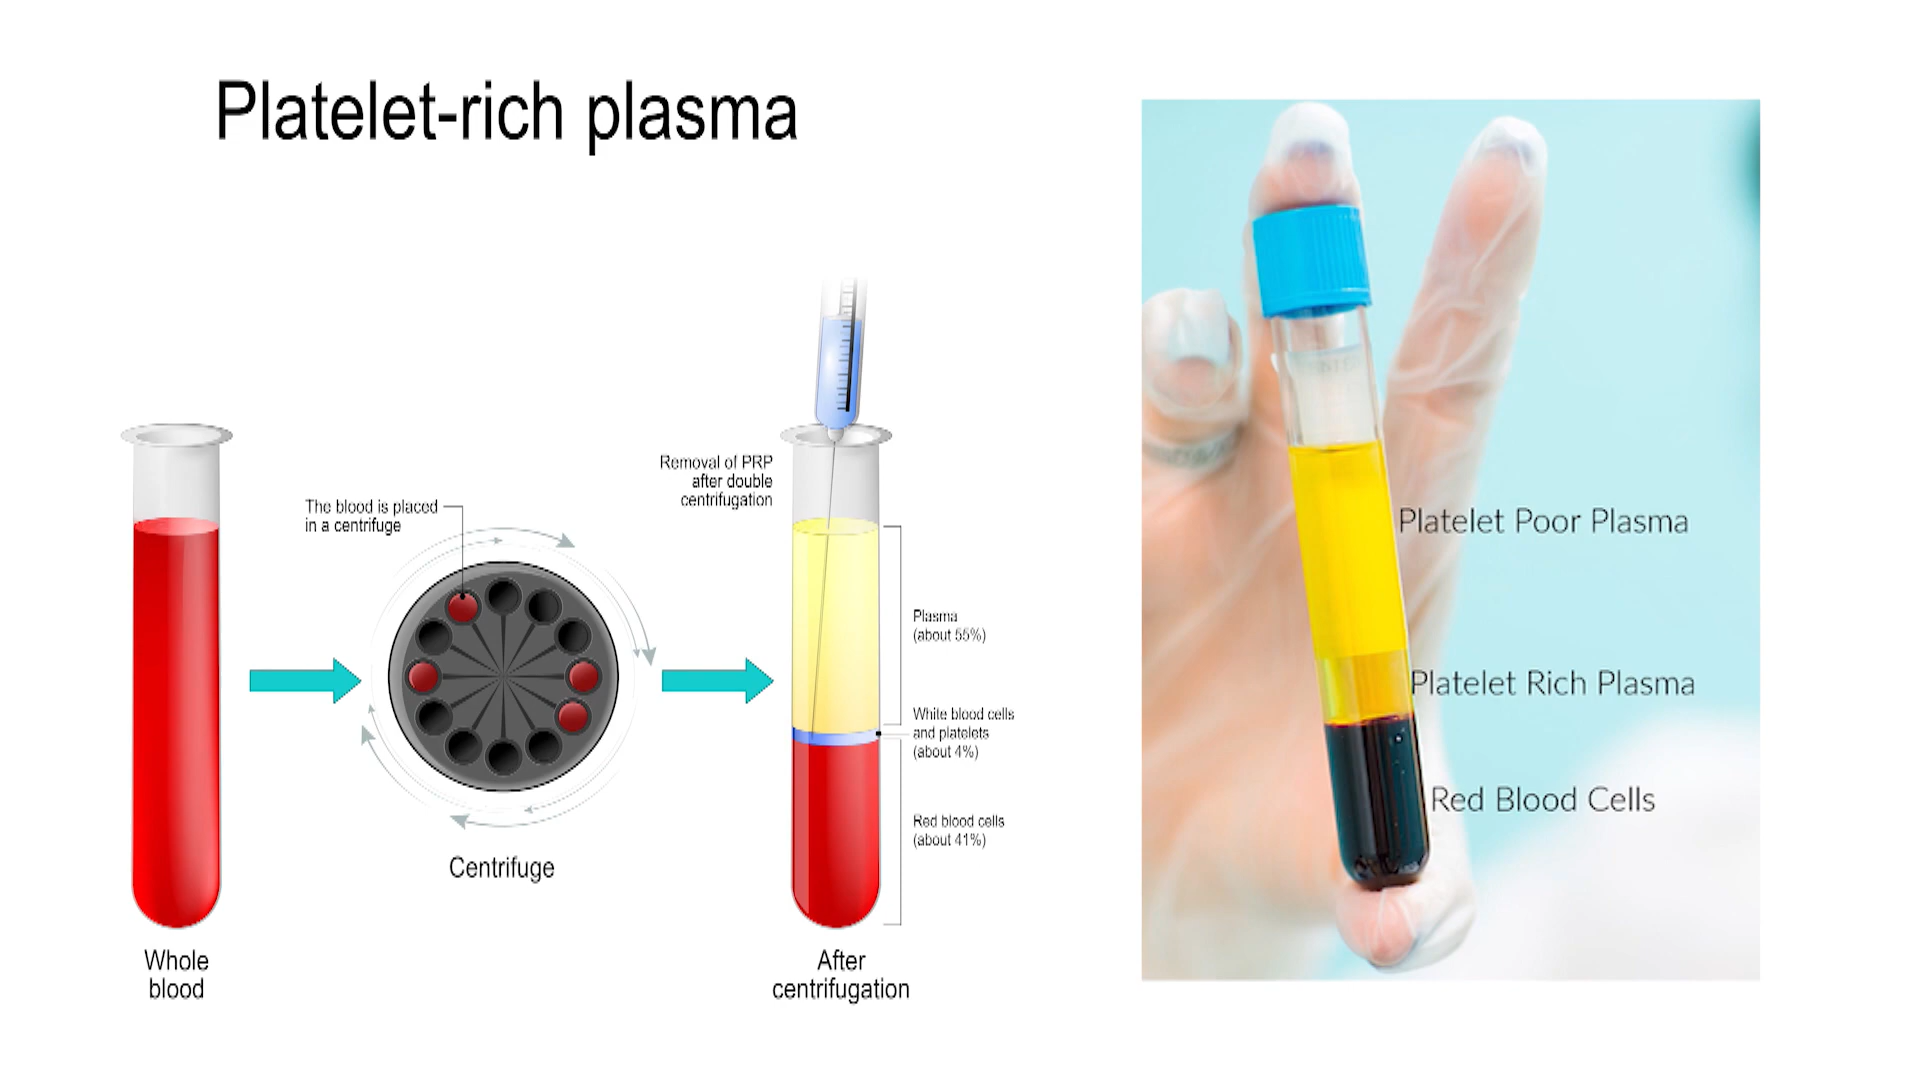 Platelet-rich plasma
Removal of PRP
after double
centrifugation
The blood is placed
in a centrifuge
Plasma
(about 55%)
White blood cells
and platelets
(about 4%)
Red blood cells
(about 41%)
Centrifuge
Whole
blood
After
centrifugation
Platelet Poor Plasma
Platelet Rich Plasma
Red Blood Cells